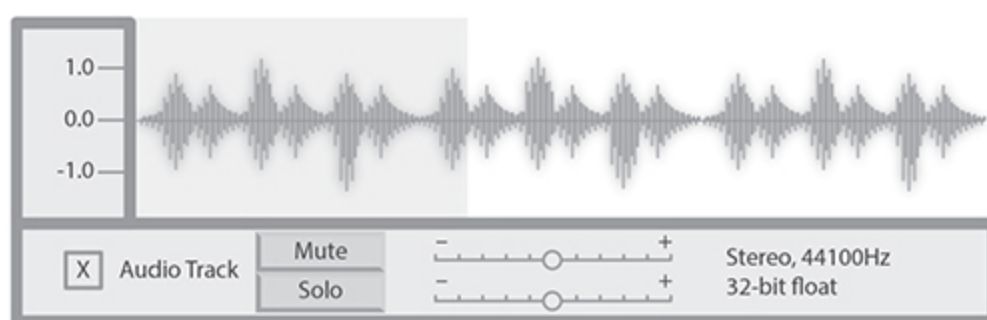 1.0
0.0
-1.0
X Audio Track
Mute
Solo
− +
− +
Stereo, 44100Hz
32-bit float